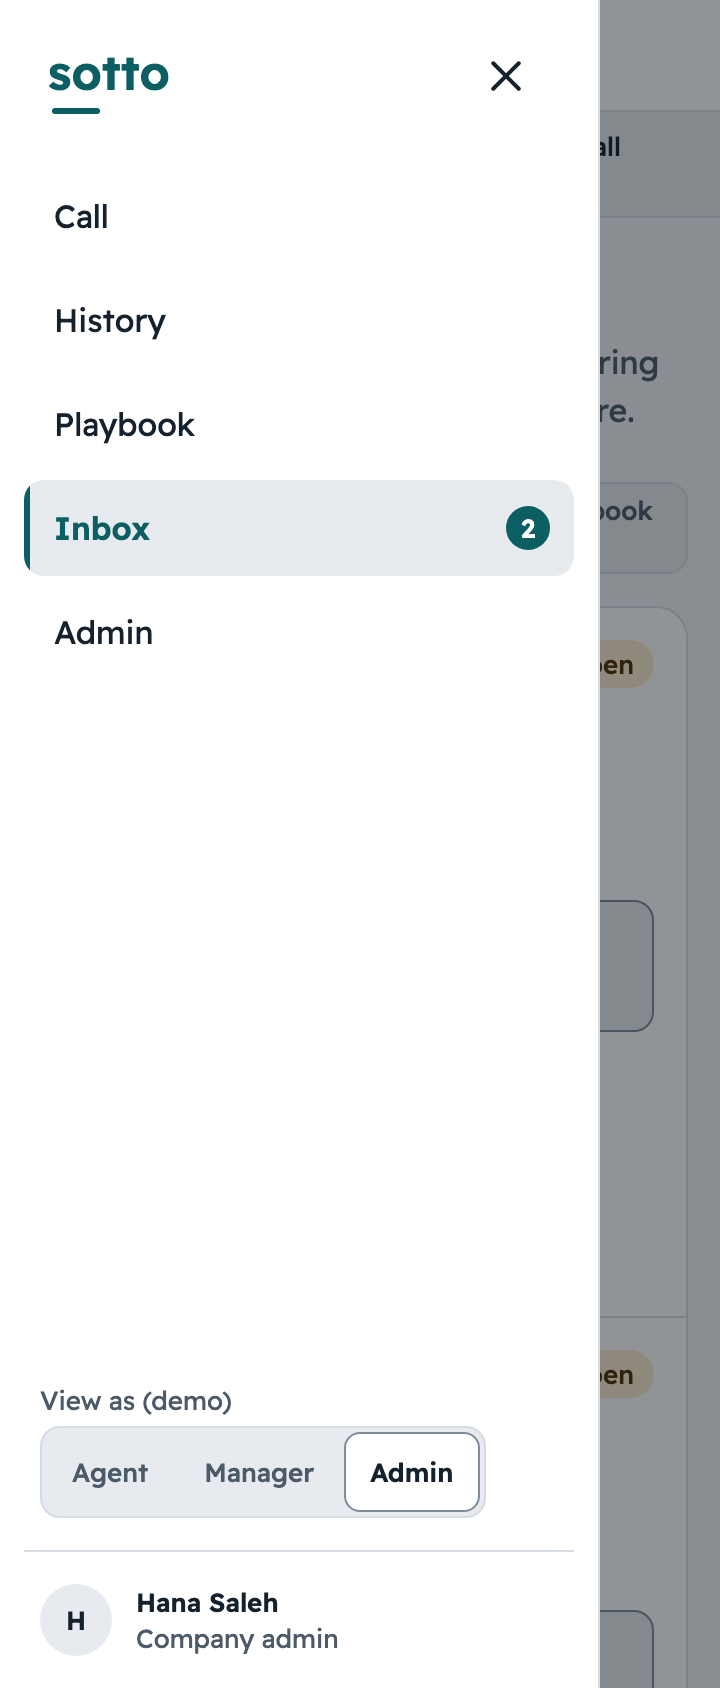 sotto
Call
History
Playbook
Inbox 2
Admin
View as (demo)
Agent Manager Admin
H
Hana Saleh
Company admin